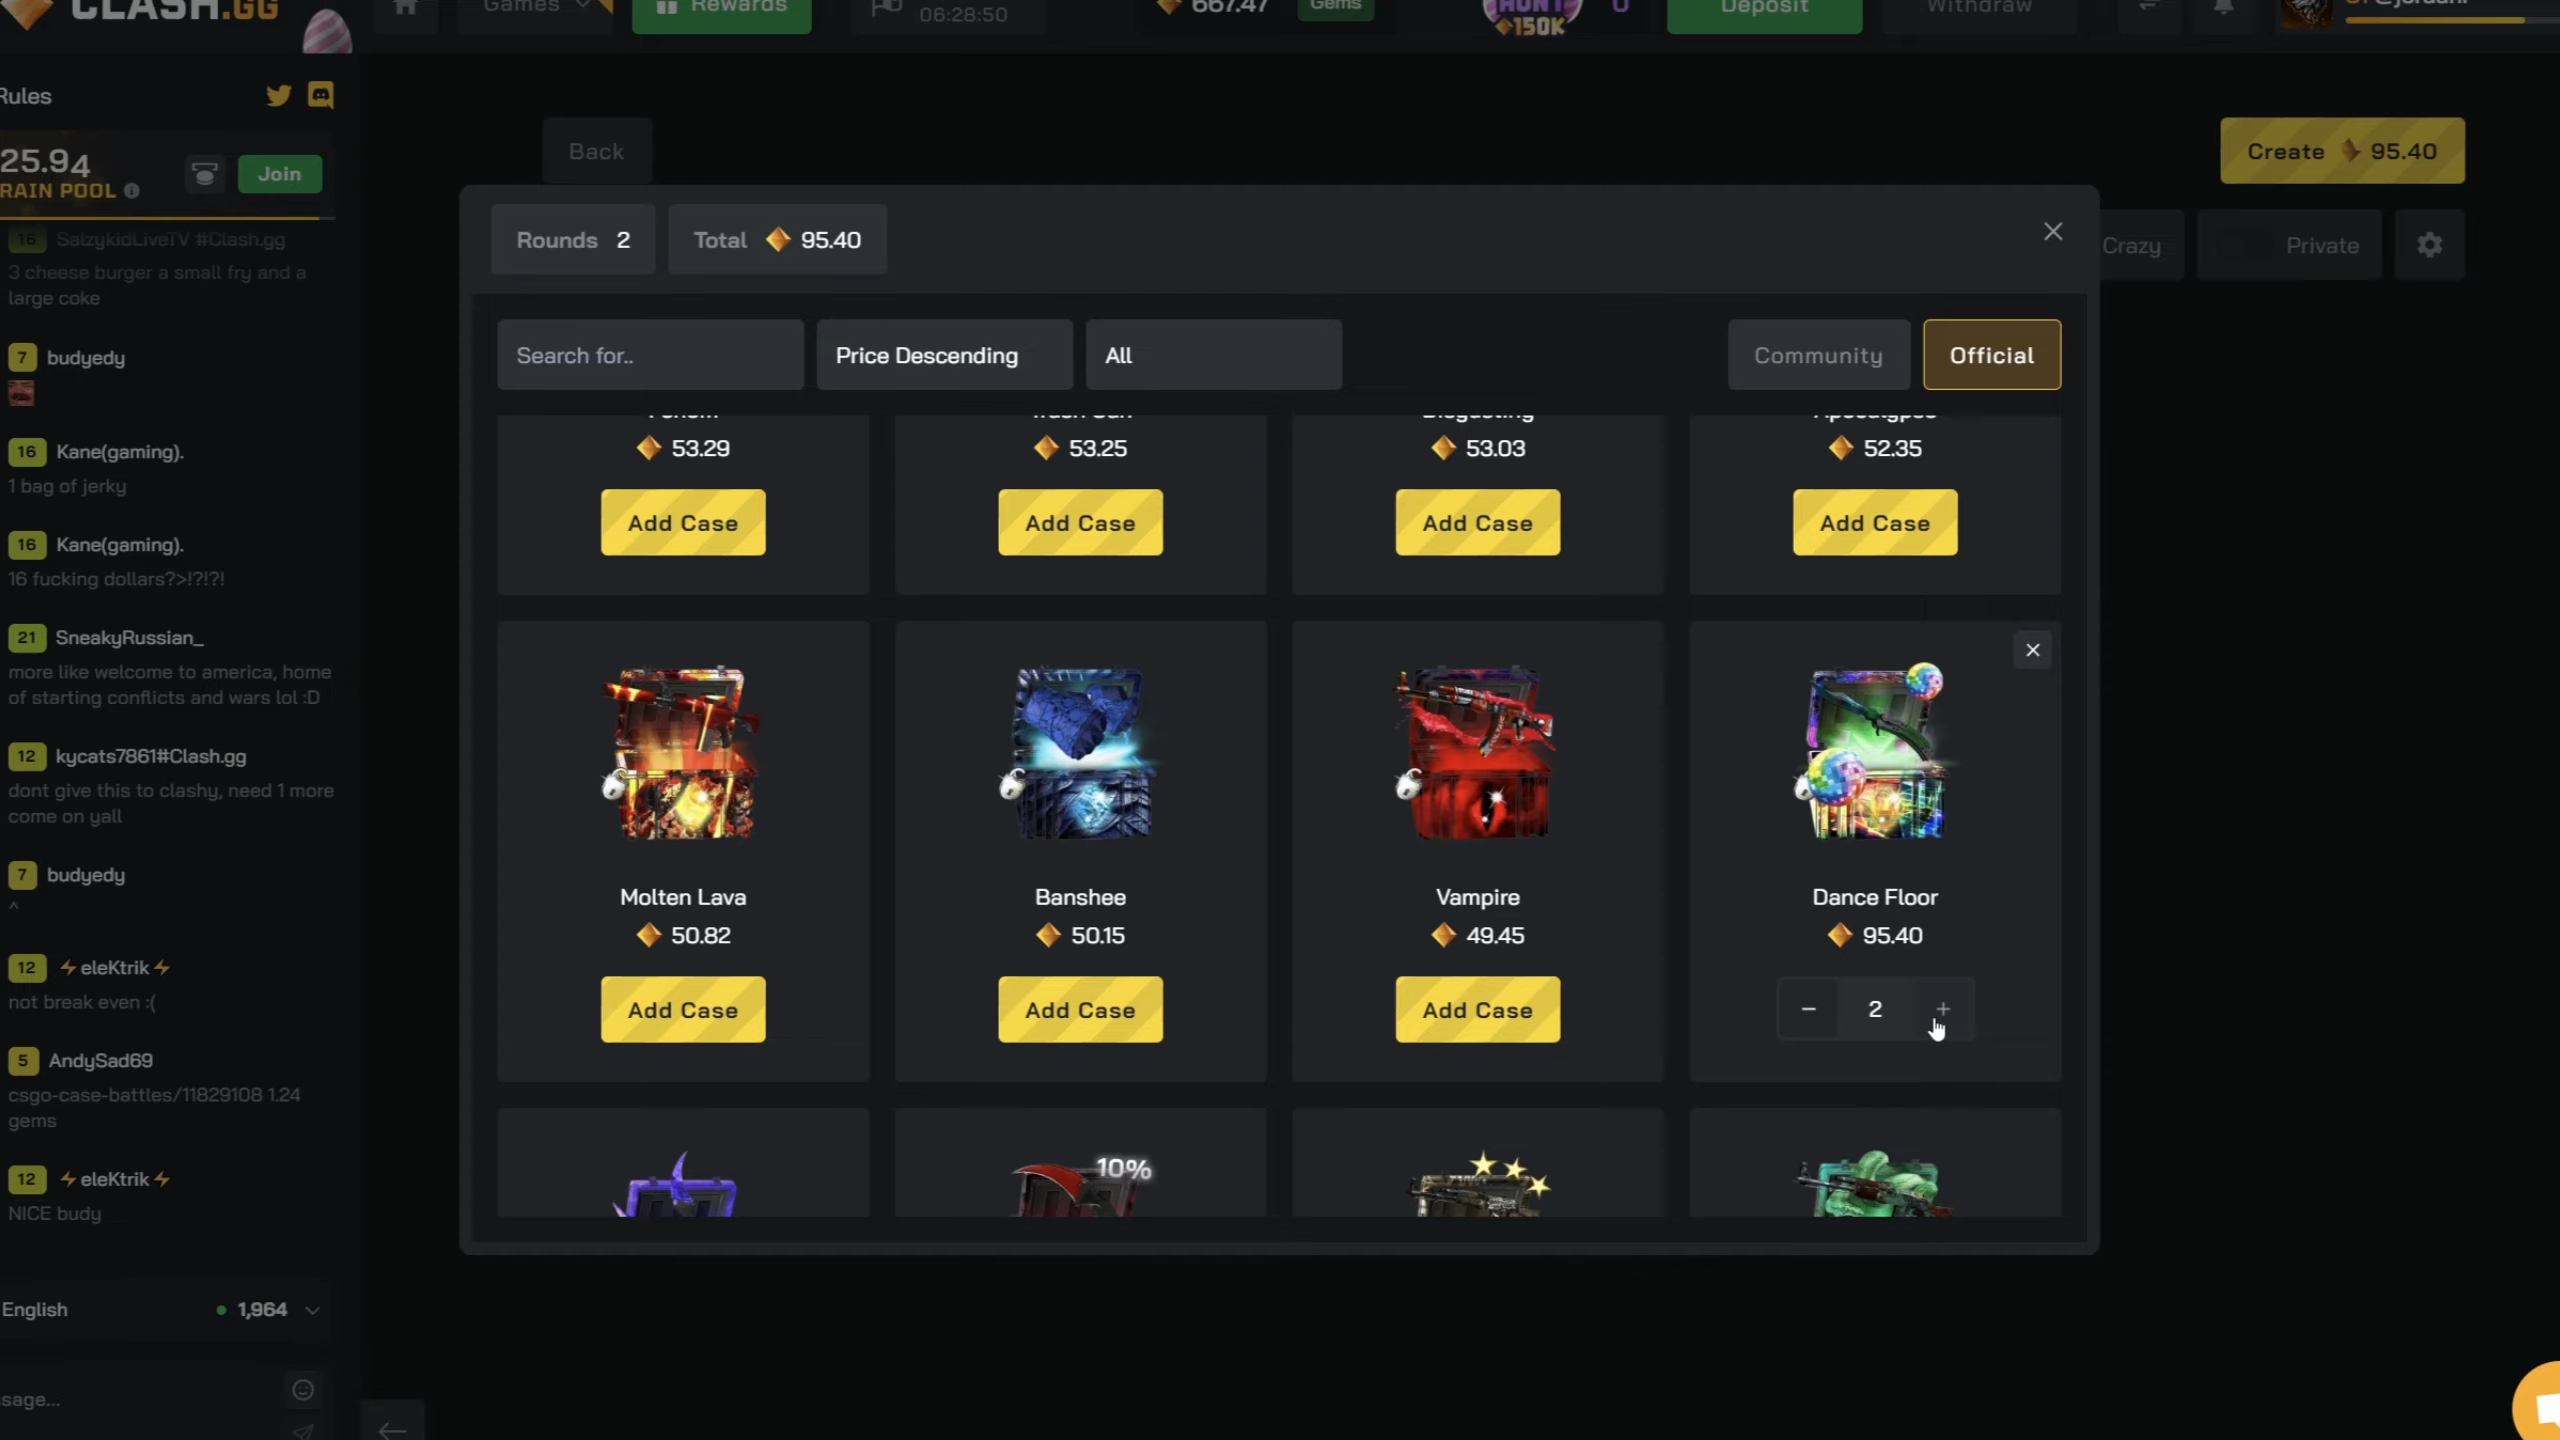 CLASH.GG
Games
Rewards
06:28:50
667.47
Gems
HUNT
150K
0
Deposit
Withdraw
Rules
25.94
RAIN POOL
Join
16 SalzykidLiveTV #Clash.gg
3 cheese burger a small fry and a
large coke
7 budyedy
16 Kane(gaming).
1 bag of jerky
16 Kane(gaming).
16 fucking dollars?>!?!?!
21 SneakyRussian_
more like welcome to america, home
of starting conflicts and wars lol :D
12 kycats7861#Clash.gg
dont give this to clashy, need 1 more
come on yall
7 budyedy
^
12 ⚡eleKtrik⚡
not break even :(
5 AndySad69
csgo-case-battles/11829108 1.24
gems
12 ⚡eleKtrik⚡
NICE budy
English 1,964
sage...
Back
Create 95.40
Crazy
Private
Rounds 2
Total 95.40
Search for..
Price Descending
All
Community
Official
Disgusting
Apocalypse
53.29
53.25
53.03
52.35
Add Case
Add Case
Add Case
Add Case
Molten Lava
Banshee
Vampire
Dance Floor
50.82
50.15
49.45
95.40
Add Case
Add Case
Add Case
− 2 +
10%